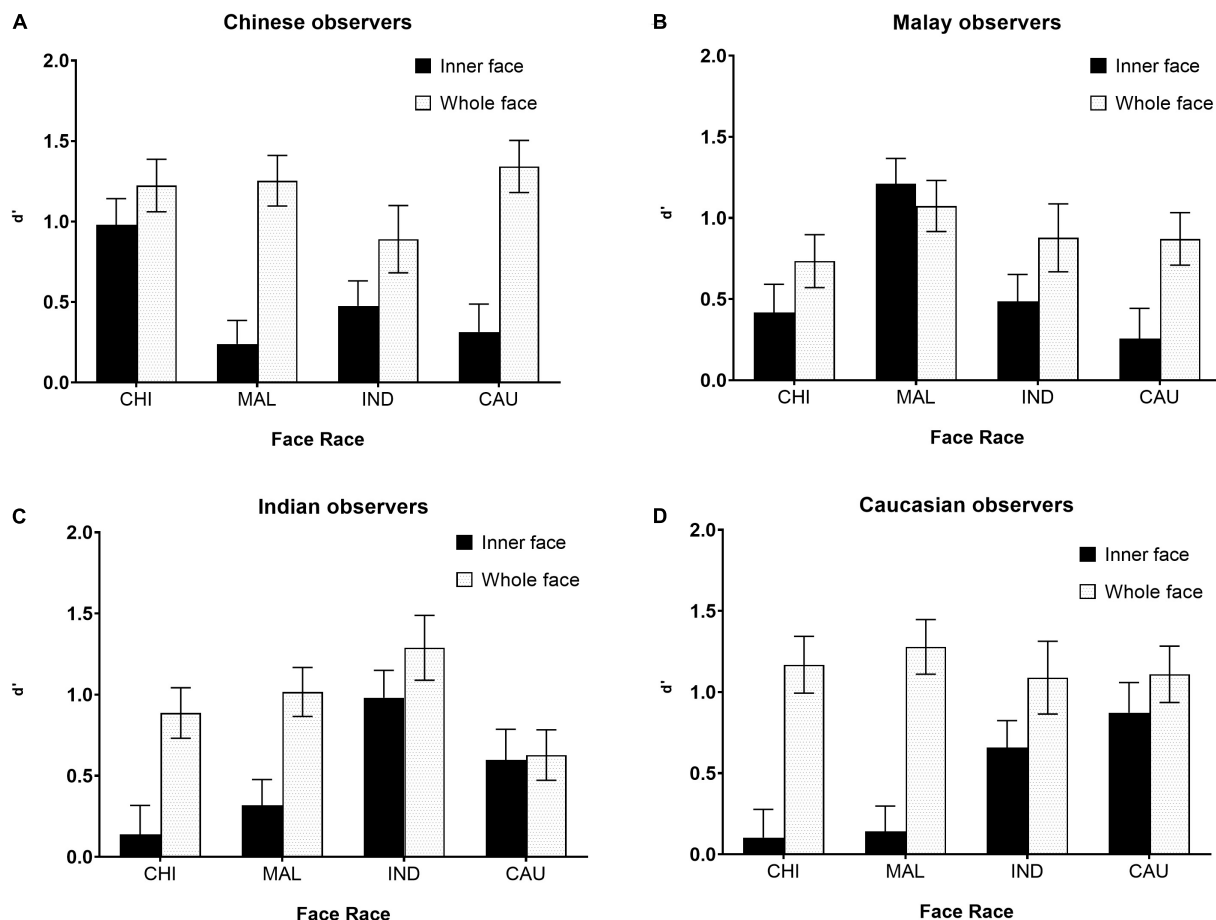 A
Chinese observers
Inner face
Whole face
2.0
1.5
1.0
0.5
0.0
d'
CHI MAL IND CAU
Face Race
B
Malay observers
Inner face
Whole face
2.0
1.5
1.0
0.5
0.0
d'
CHI MAL IND CAU
Face Race
C
Indian observers
Inner face
Whole face
2.0
1.5
1.0
0.5
0.0
d'
CHI MAL IND CAU
Face Race
D
Caucasian observers
Inner face
Whole face
2.0
1.5
1.0
0.5
0.0
d'
CHI MAL IND CAU
Face Race